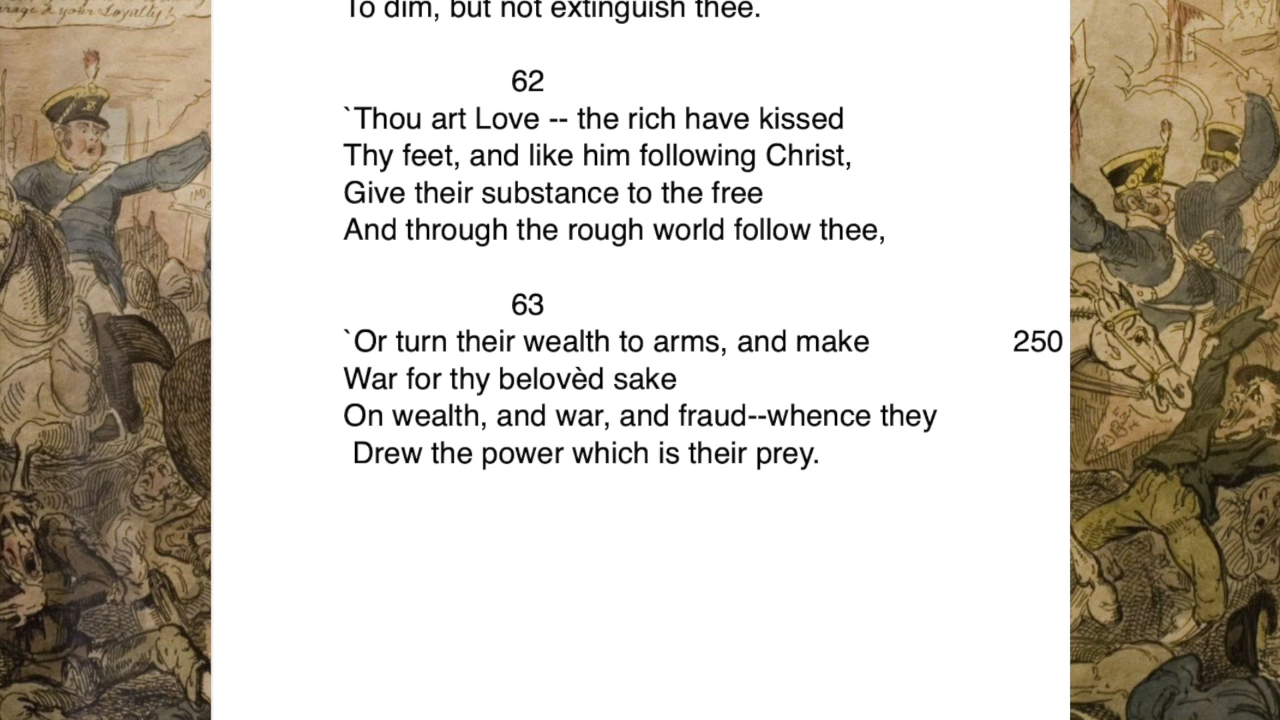 To dim, but not extinguish thee.
62
`Thou art Love -- the rich have kissed
Thy feet, and like him following Christ,
Give their substance to the free
And through the rough world follow thee,
63
`Or turn their wealth to arms, and make 250
War for thy belovèd sake
On wealth, and war, and fraud--whence they
Drew the power which is their prey.
your Loyalty!